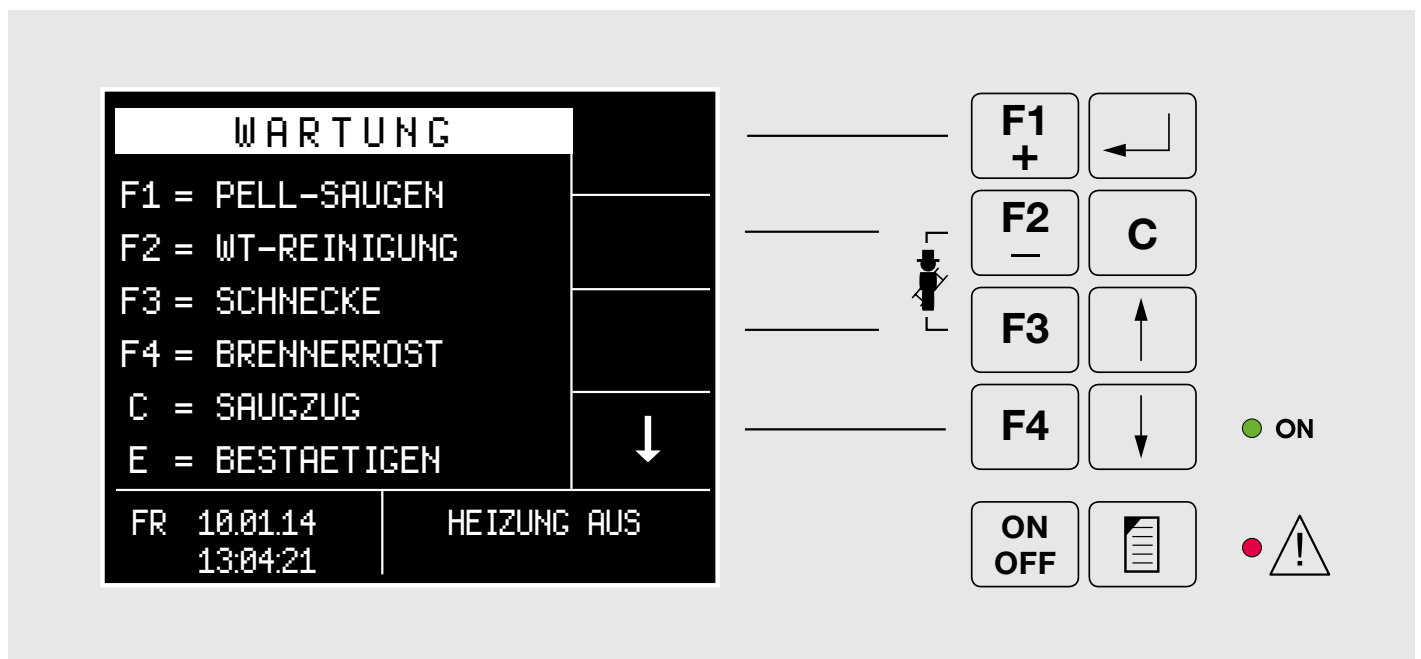 WARTUNG
F1 = PELL-SAUGEN
F2 = WT-REINIGUNG
F3 = SCHNECKE
F4 = BRENNERROST
C = SAUGZUG
E = BESTAETIGEN
↓
FR 10.01.14
13:04:21
HEIZUNG AUS
F1
+
F2
—
C
F3
F4
ON
ON
OFF
!